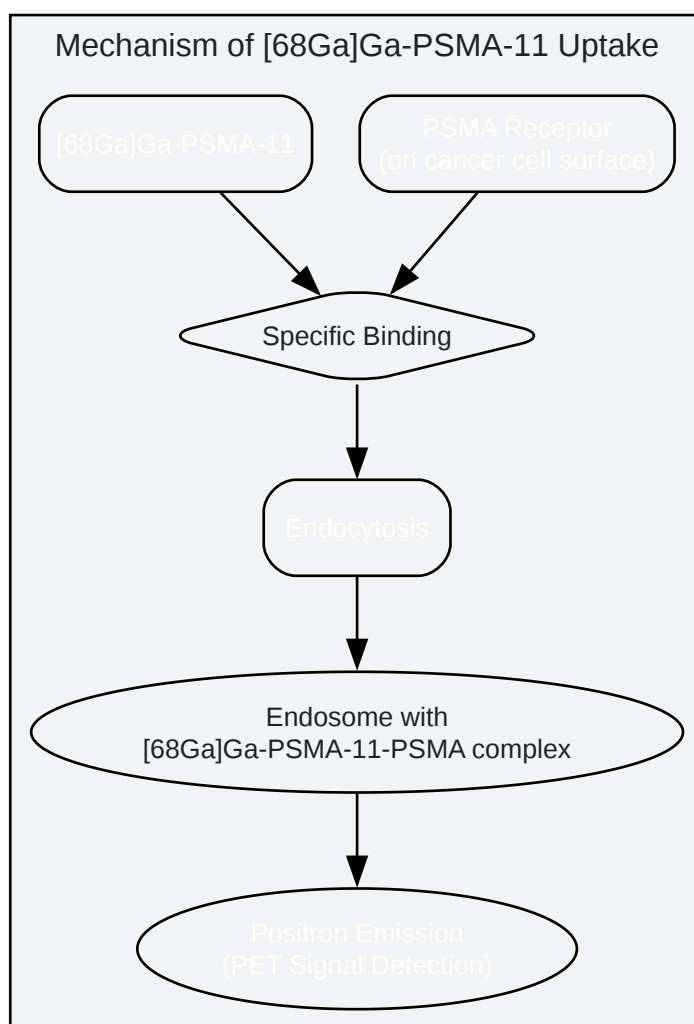 Mechanism of [68Ga]Ga-PSMA-11 Uptake
[68Ga]Ga-PSMA-11
PSMA Receptor
(on cancer cell surface)
Specific Binding
Endocytosis
Endosome with
[68Ga]Ga-PSMA-11-PSMA complex
Positron Emission
(PET Signal Detection)